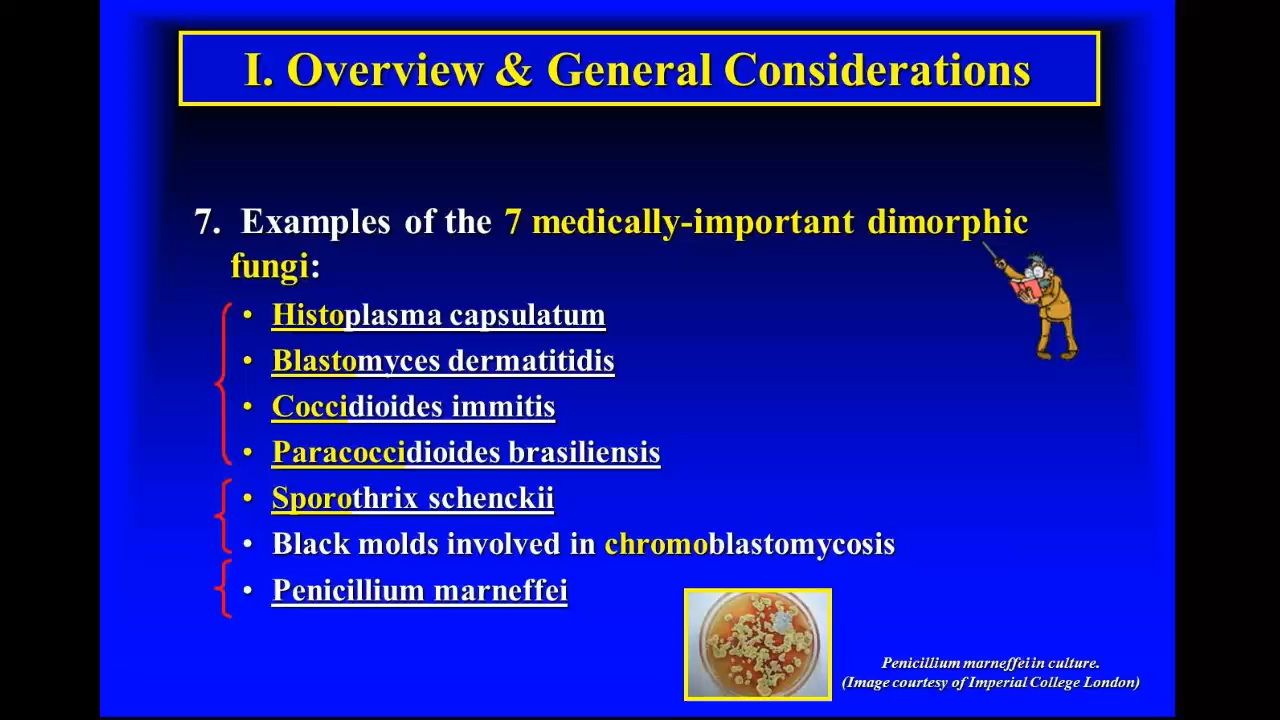 I. Overview & General Considerations
7. Examples of the 7 medically-important dimorphic
fungi:
• Histoplasma capsulatum
• Blastomyces dermatitidis
• Coccidioides immitis
• Paracoccidioides brasiliensis
• Sporothrix schenckii
• Black molds involved in chromoblastomycosis
• Penicillium marneffei
Penicillium marneffei in culture.
(Image courtesy of Imperial College London)